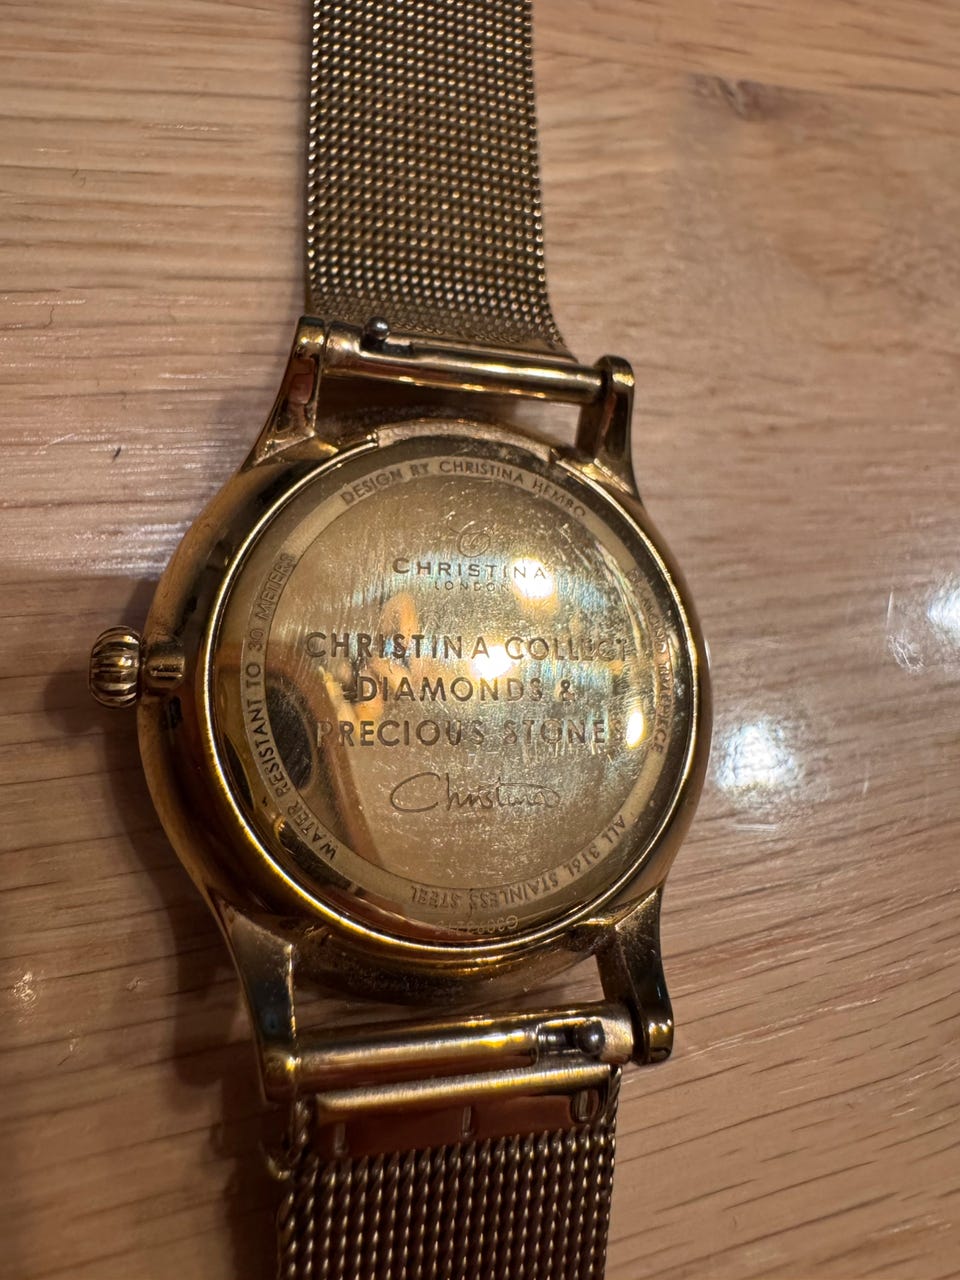 DESIGN BY CHRISTINA HEMBO
CHRISTINA
LONDON
CHRISTINA COLLECT
DIAMONDS &
PRECIOUS STONES
Christina
WATER RESISTANT TO 30 METERS
ALL 316L STAINLESS STEEL